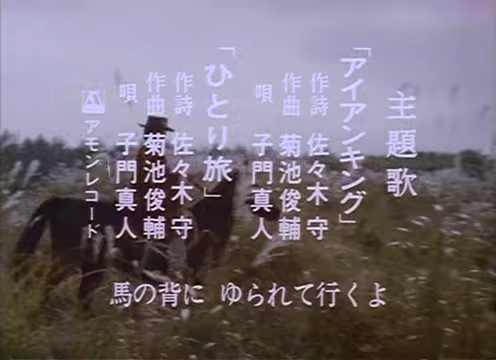 主題歌
「アイアンキング」
作詩 佐々木 守
作曲 菊池俊輔
唄 子門真人
「ひとり旅」
作詩 佐々木 守
作曲 菊池俊輔
唄 子門真人
アモンレコード
馬の背に ゆられて行くよ